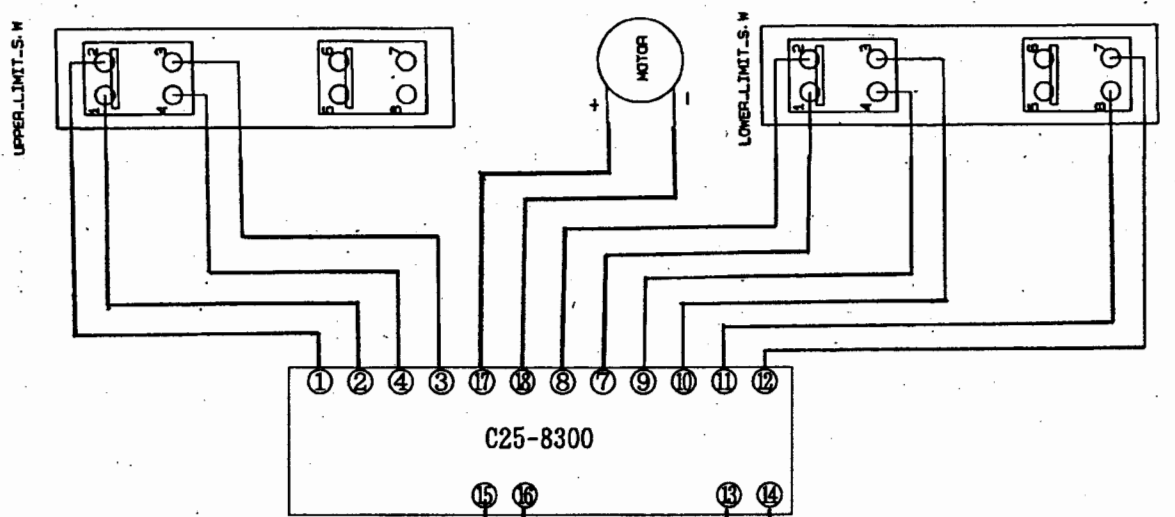 UPPER_LIMIT_S.W
2 3
1 4
6 7
5 8
MOTOR
+ -
LOWER_LIMIT_S.W
2 3
1 4
6 7
5 8
① ② ④ ③ ⑰ ⑱ ⑧ ⑦ ⑨ ⑩ ⑪ ⑫
C25-8300
⑮ ⑯ ⑬ ⑭